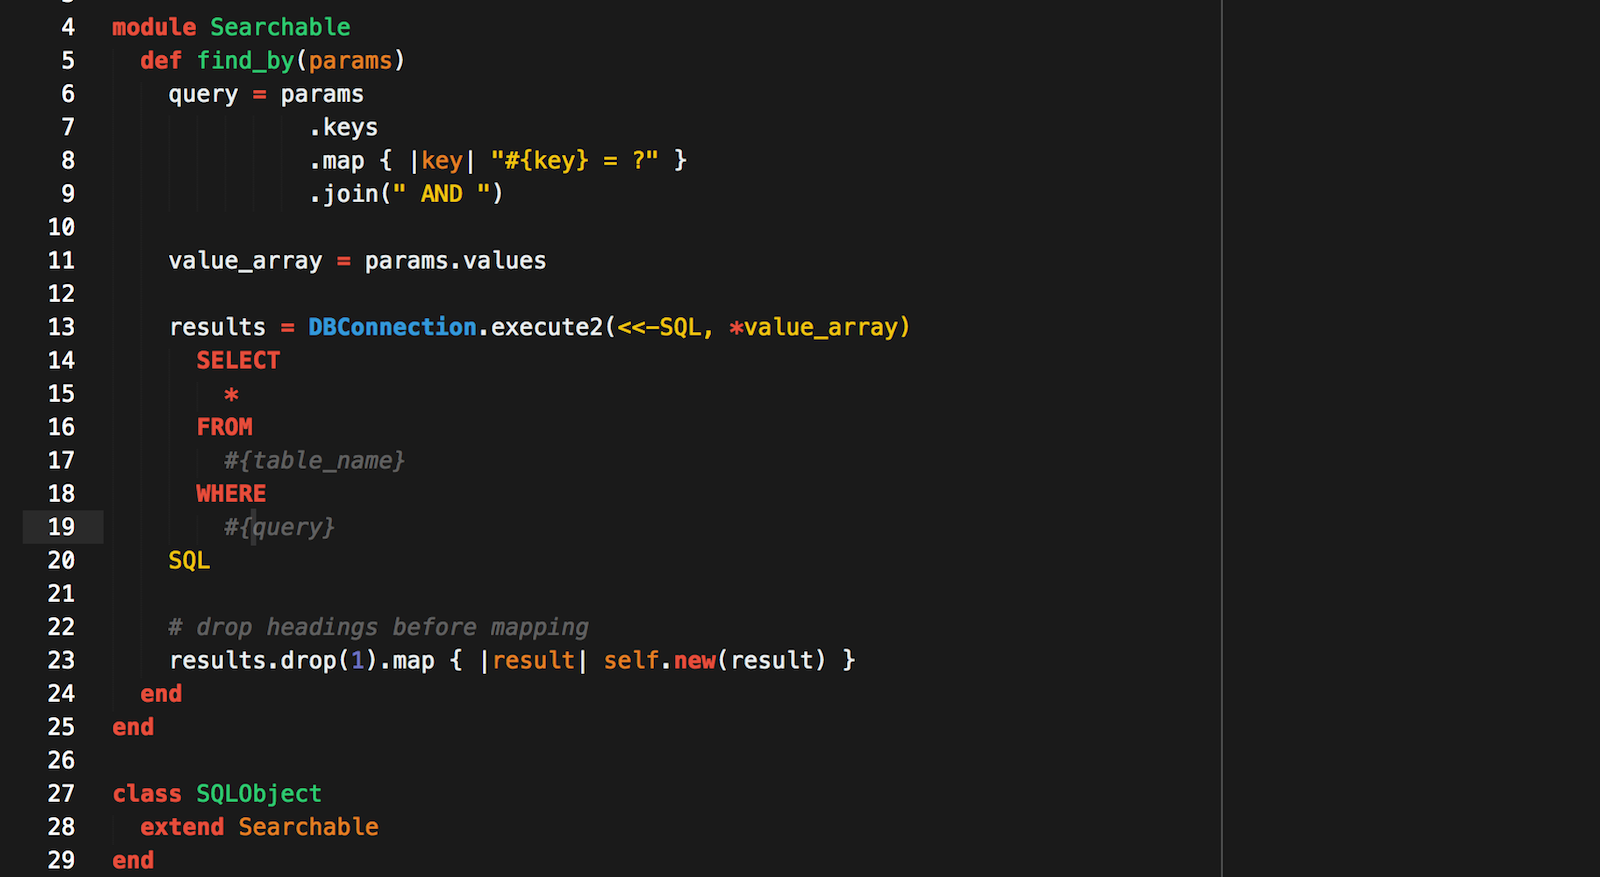 4 module Searchable
5   def find_by(params)
6     query = params
7               .keys
8               .map { |key| "#{key} = ?" }
9               .join(" AND ")
10
11     value_array = params.values
12
13     results = DBConnection.execute2(<<-SQL, *value_array)
14       SELECT
15         *
16       FROM
17         #{table_name}
18       WHERE
19         #{query}
20     SQL
21
22     # drop headings before mapping
23     results.drop(1).map { |result| self.new(result) }
24   end
25 end
26
27 class SQLObject
28   extend Searchable
29 end